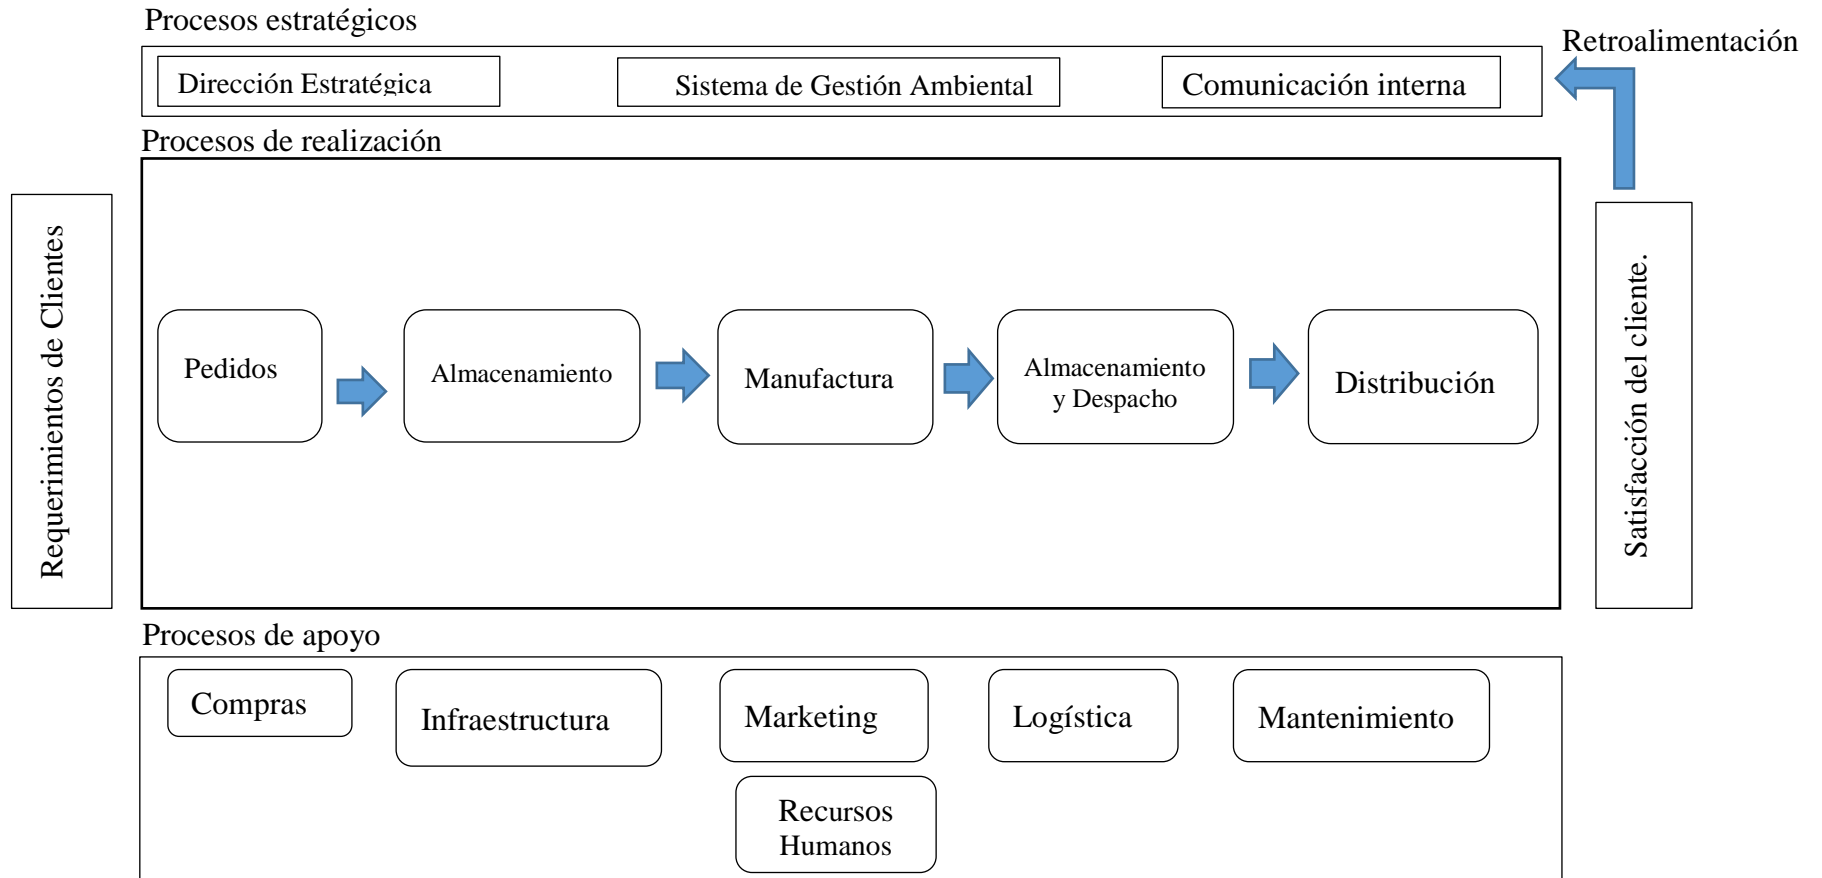 Procesos estratégicos
Retroalimentación
Dirección Estratégica
Sistema de Gestión Ambiental
Comunicación interna
Procesos de realización
Requerimientos de Clientes
Pedidos
Almacenamiento
Manufactura
Almacenamiento
y Despacho
Distribución
Satisfacción del cliente.
Procesos de apoyo
Compras
Infraestructura
Marketing
Logística
Mantenimiento
Recursos
Humanos